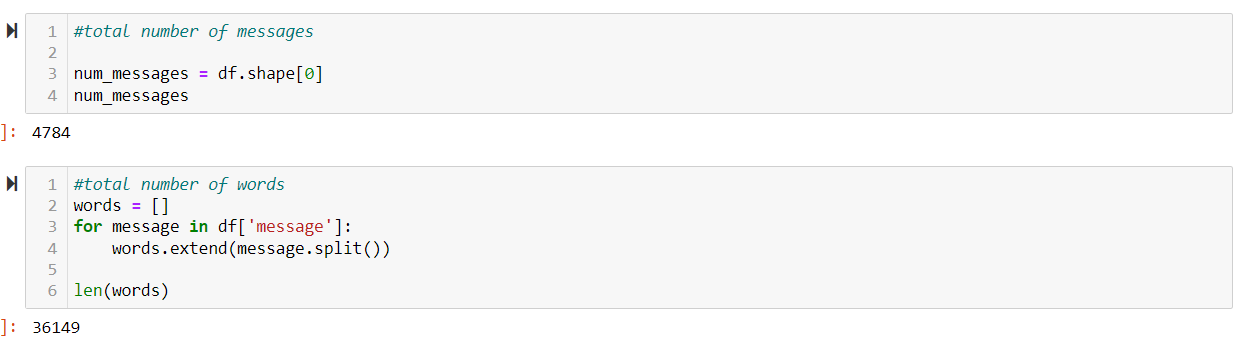 1 #total number of messages
2
3 num_messages = df.shape[0]
4 num_messages
]: 4784
1 #total number of words
2 words = []
3 for message in df['message']:
4     words.extend(message.split())
5
6 len(words)
]: 36149